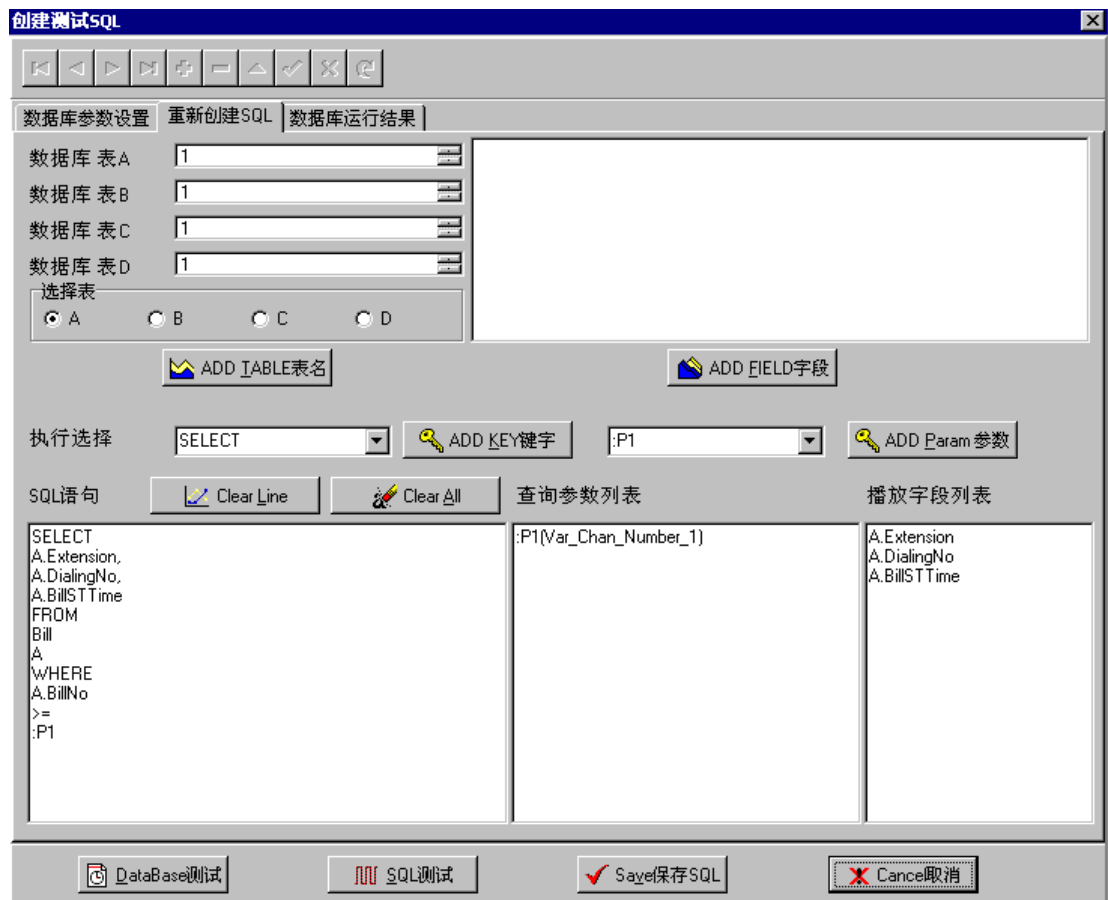 创建测试SQL
数据库参数设置 重新创建SQL 数据库运行结果
数据库 表A 1
数据库 表B 1
数据库 表C 1
数据库 表D 1
选择表
A B C D
ADD TABLE表名 ADD FIELD字段
执行选择 SELECT ADD KEY键字 :P1 ADD Param 参数
SQL语句 Clear Line Clear All 查询参数列表 播放字段列表
SELECT
A.Extension,
A.DialingNo,
A.BillSTTime
FROM
Bill
A
WHERE
A.BillNo
>=
:P1
:P1(Var_Chan_Number_1)
A.Extension
A.DialingNo
A.BillSTTime
DataBase测试 SQL测试 Save保存SQL Cancel取消